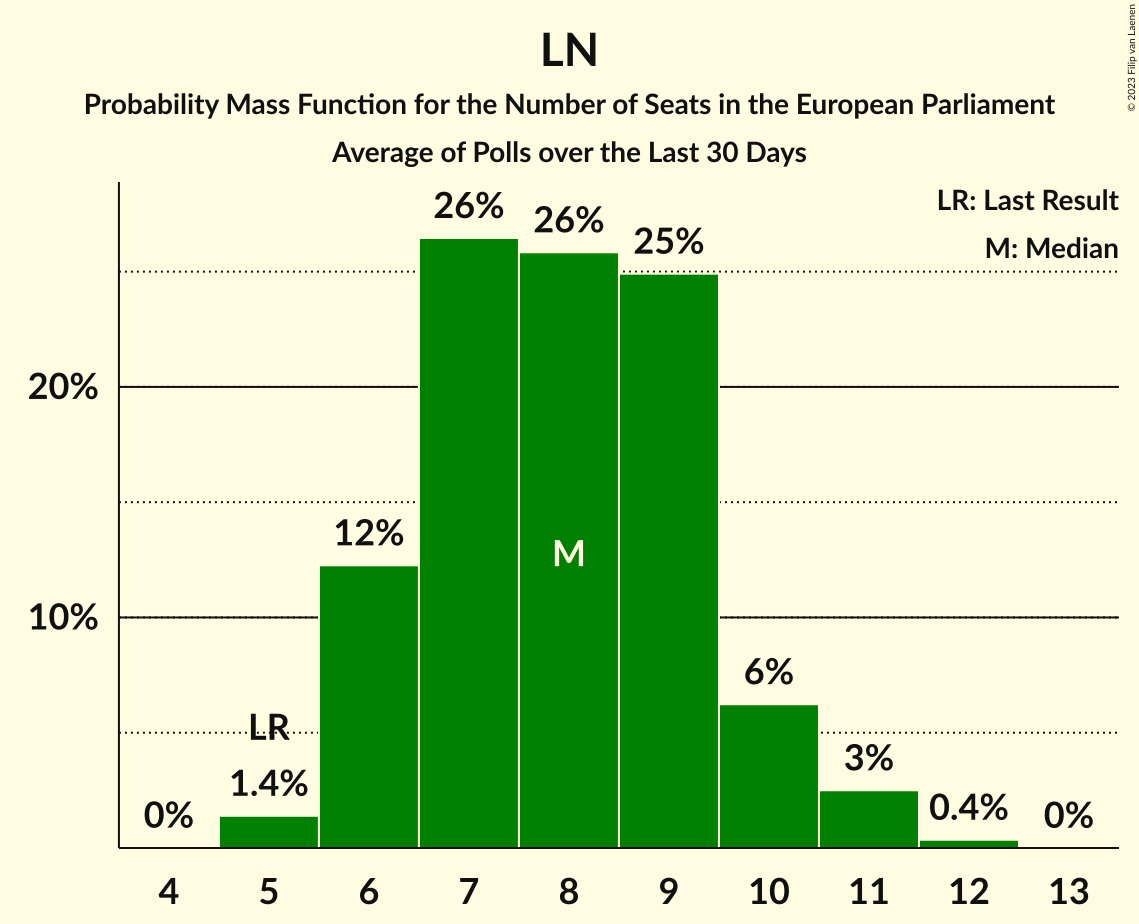 LN
Probability Mass Function for the Number of Seats in the European Parliament
Average of Polls over the Last 30 Days
© 2023 Filip van Laenen
LR: Last Result
M: Median
26%
26%
25%
20%
12%
M
10%
6%
LR
3%
1.4%
0.4%
0%
0%
4 5 6 7 8 9 10 11 12 13